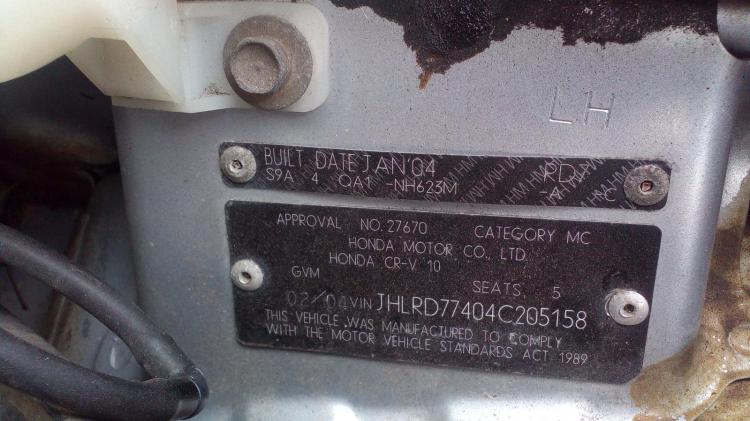 LH
BUILT DATE JAN'04
S9A 4 QA1 -NH623M -4 C
APPROVAL NO. 27670 CATEGORY MC
HONDA MOTOR CO., LTD.
HONDA CR-V 10
GVM SEATS 5
02/04 VIN JHLRD77404C205158
THIS VEHICLE WAS MANUFACTURED TO COMPLY
WITH THE MOTOR VEHICLE STANDARDS ACT 1989